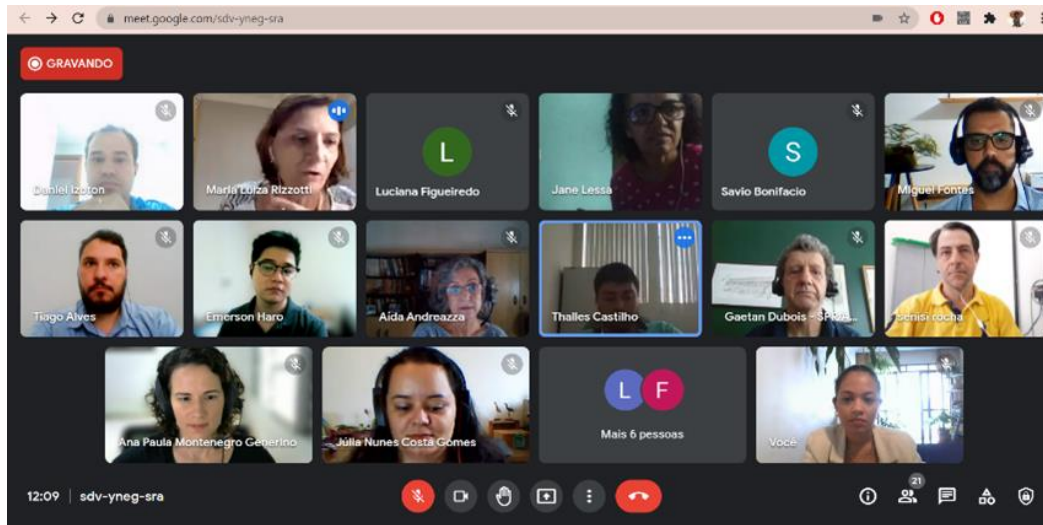 meet.google.com/sdv-yneg-sra
GRAVANDO
Daniel Izoton
Maria Luiza Rizzotti
L
Luciana Figueiredo
Jane Lessa
S
Savio Bonifacio
Miguel Fontes
Tiago Alves
Emerson Haro
Aída Andreazza
Thalles Castilho
Gaetan Dubois -
senisi rocha
Ana Paula Montenegro Generino
Júlia Nunes Costa Gomes
L F
Mais 6 pessoas
Você
12:09 | sdv-yneg-sra
21